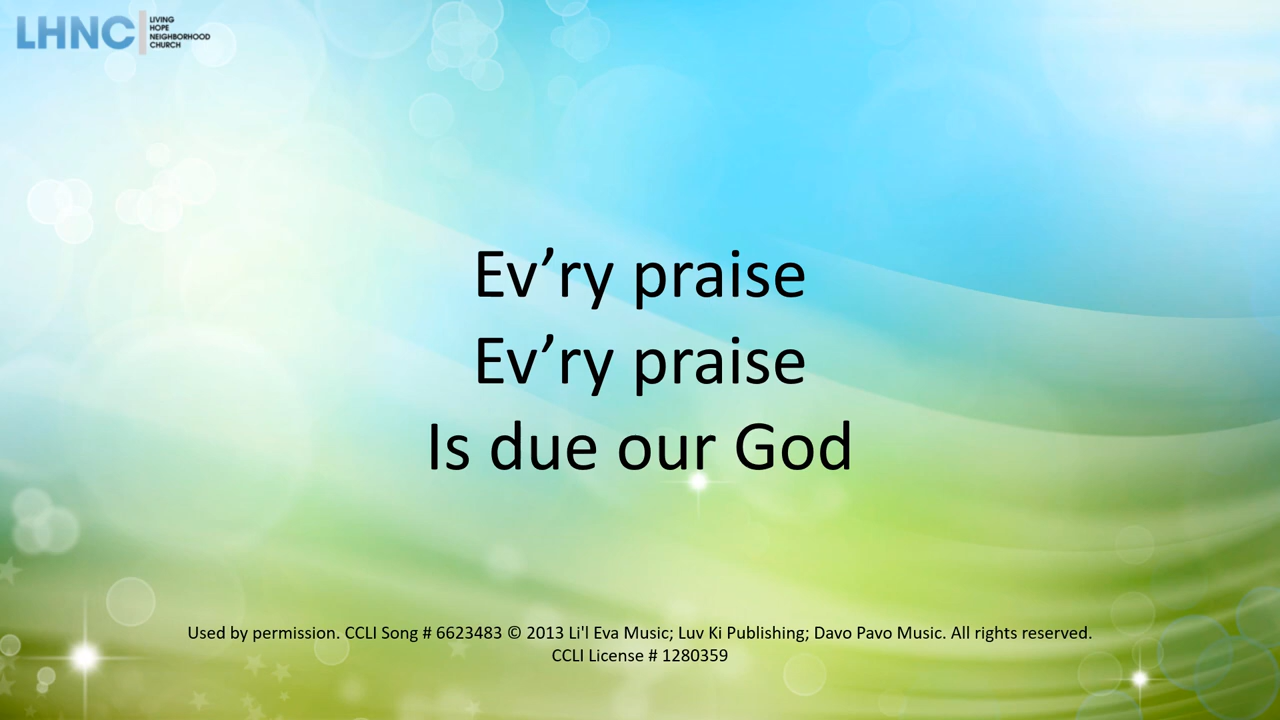 LHNC
LIVING
HOPE
NEIGHBORHOOD
CHURCH
Ev’ry praise
Ev’ry praise
Is due our God
Used by permission. CCLI Song # 6623483 © 2013 Li'l Eva Music; Luv Ki Publishing; Davo Pavo Music. All rights reserved.
CCLI License # 1280359